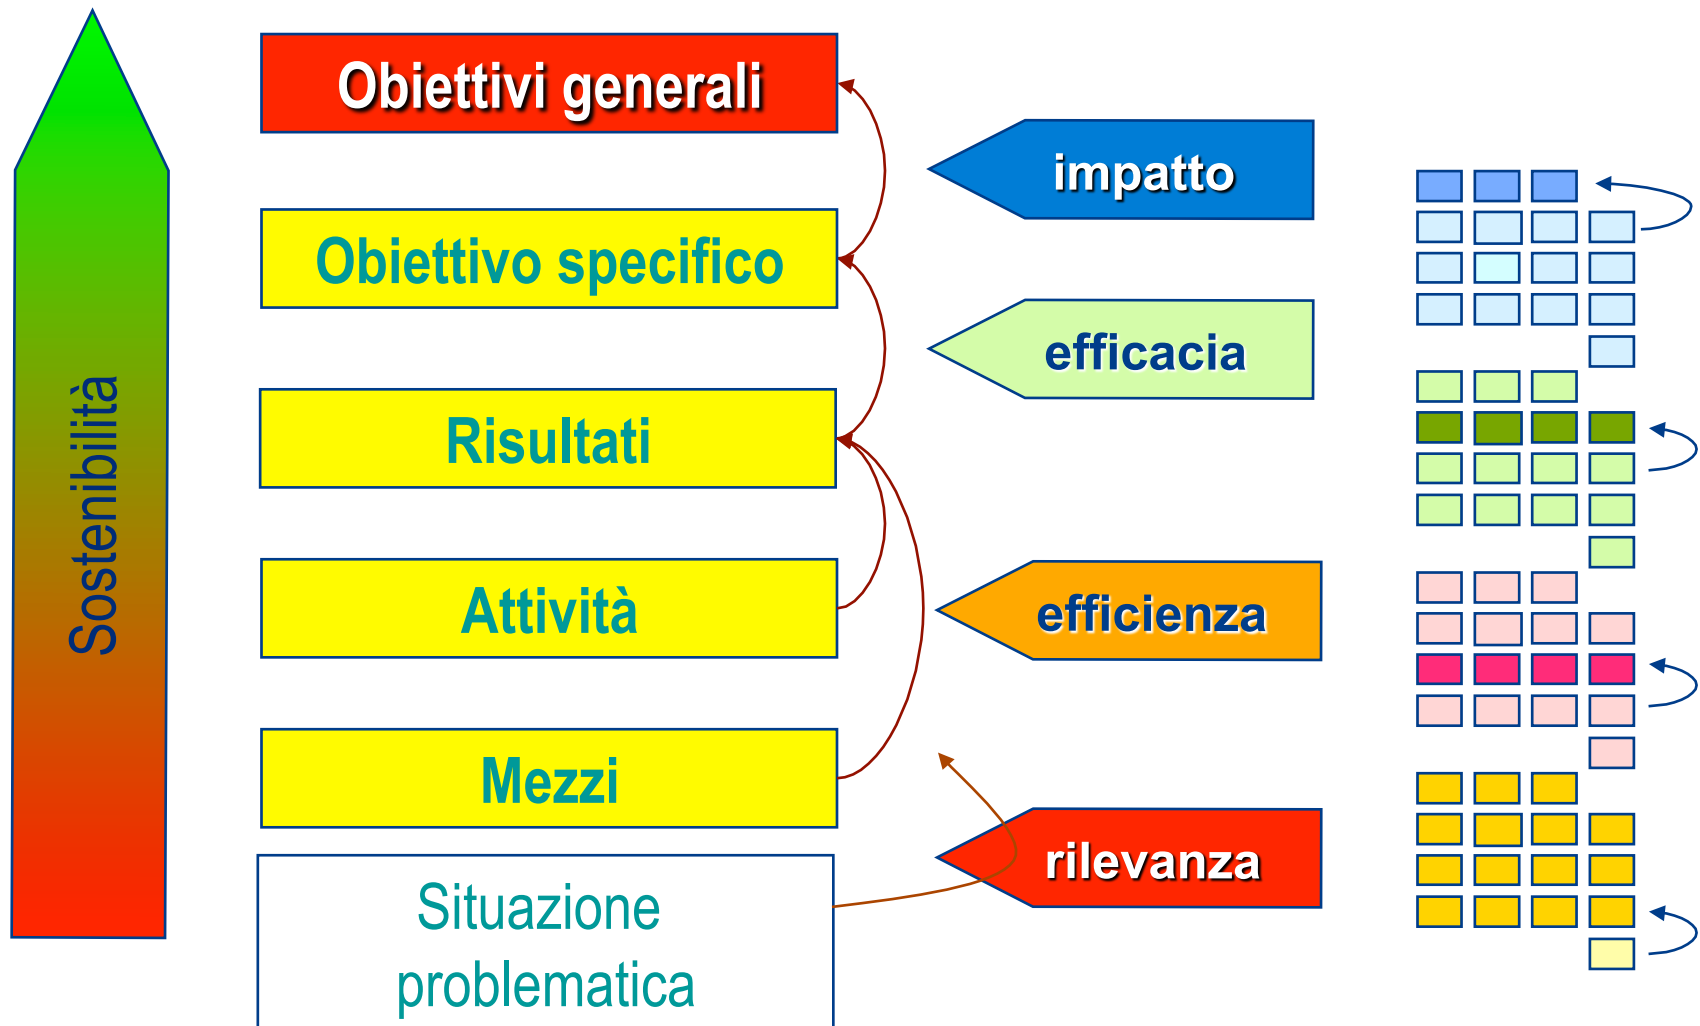 Sostenibilità
Obiettivi generali
impatto
Obiettivo specifico
efficacia
Risultati
Attività
efficienza
Mezzi
rilevanza
Situazione
problematica